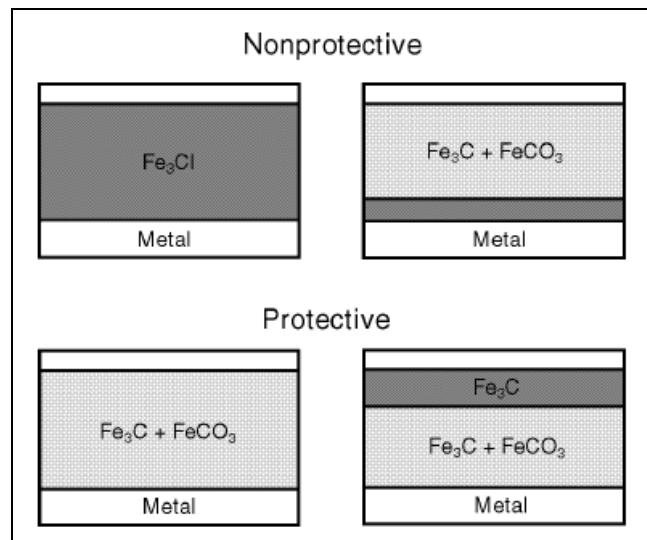 Nonprotective
Fe₃Cl
Fe₃C + FeCO₃
Metal
Metal
Protective
Fe₃C + FeCO₃
Fe₃C
Fe₃C + FeCO₃
Metal
Metal